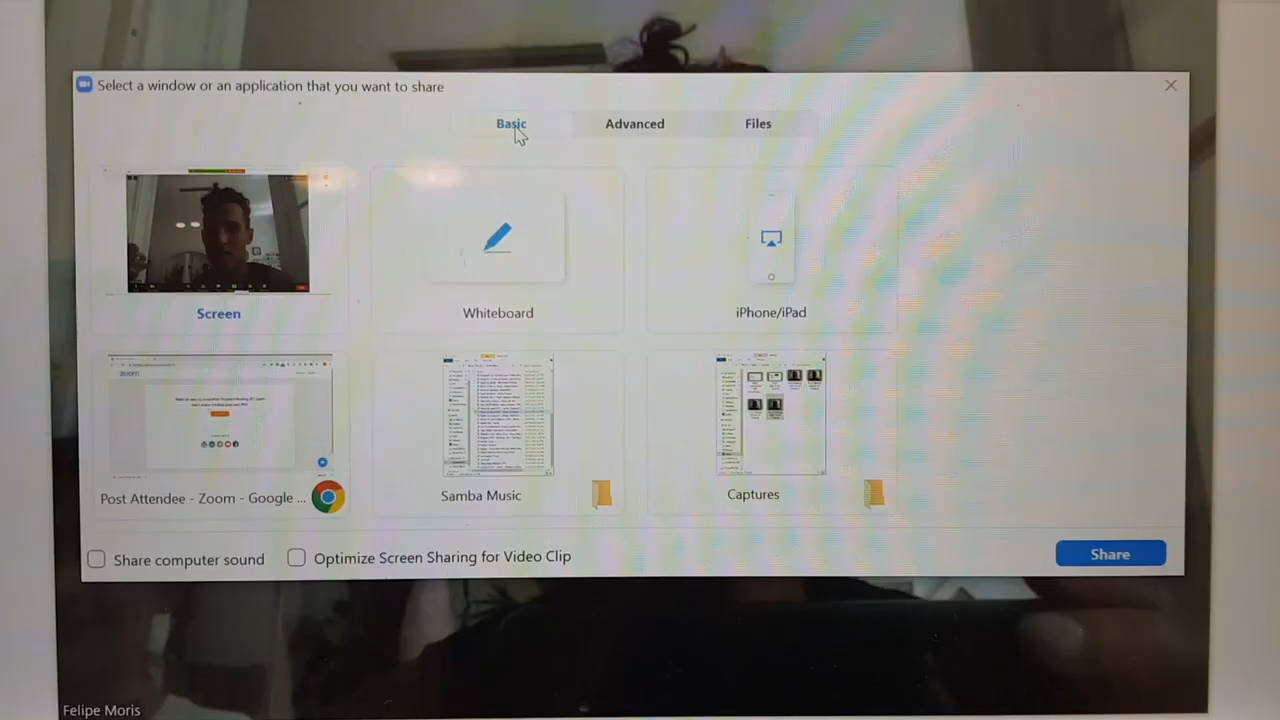 Select a window or an application that you want to share
Basic
Advanced
Files
Screen
Whiteboard
iPhone/iPad
zoom
Post Attendee - Zoom - Google ...
Samba Music
Captures
Share computer sound
Optimize Screen Sharing for Video Clip
Share
Felipe Moris